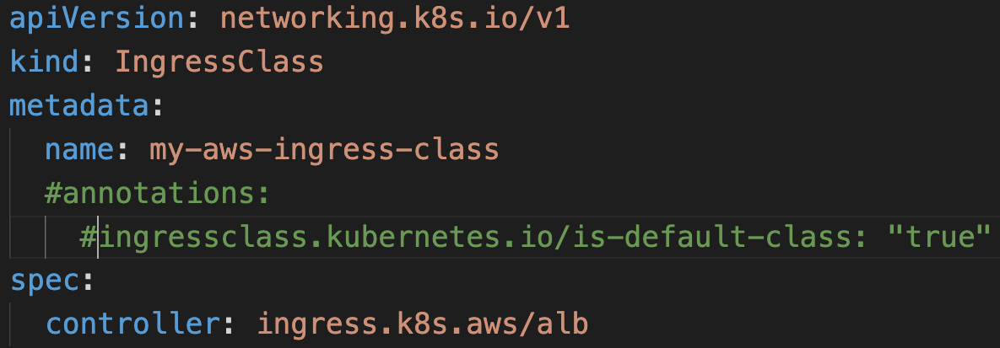 apiVersion: networking.k8s.io/v1
kind: IngressClass
metadata:
  name: my-aws-ingress-class
  #annotations:
    #ingressclass.kubernetes.io/is-default-class: "true"
spec:
  controller: ingress.k8s.aws/alb